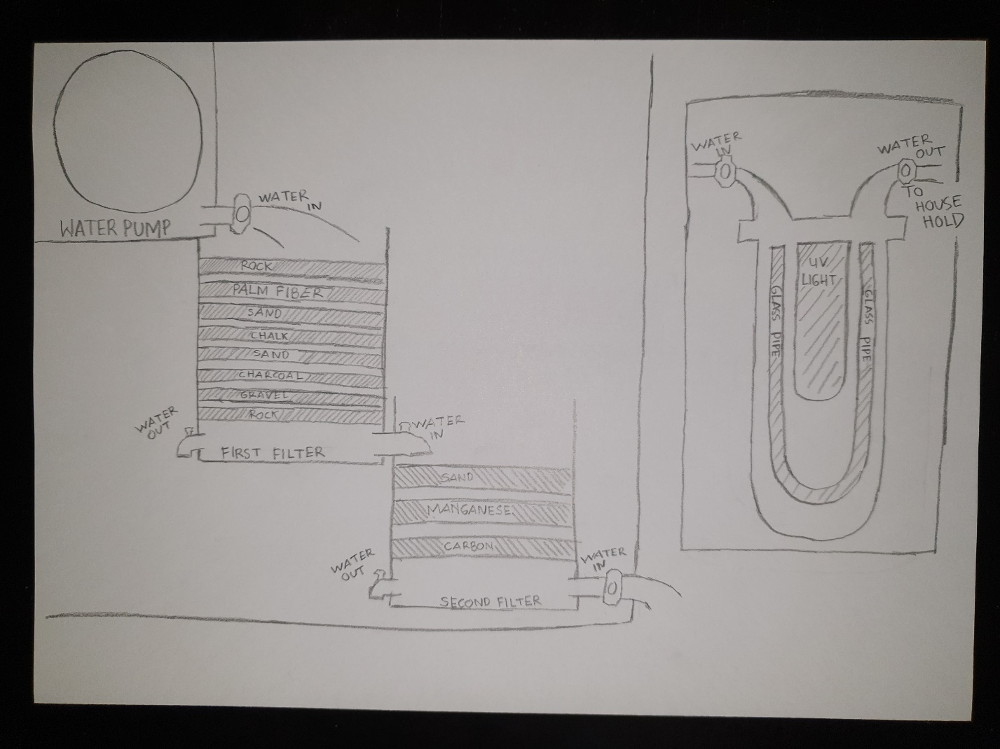 WATER PUMP
WATER
IN
ROCK
PALM FIBER
SAND
CHALK
SAND
CHARCOAL
GRAVEL
ROCK
WATER
OUT
FIRST FILTER
WATER
IN
SAND
MANGANESE
CARBON
WATER
OUT
SECOND FILTER
WATER
IN
WATER
IN
WATER
OUT
TO
HOUSE
HOLD
UV
LIGHT
GLASS PIPE
GLASS PIPE